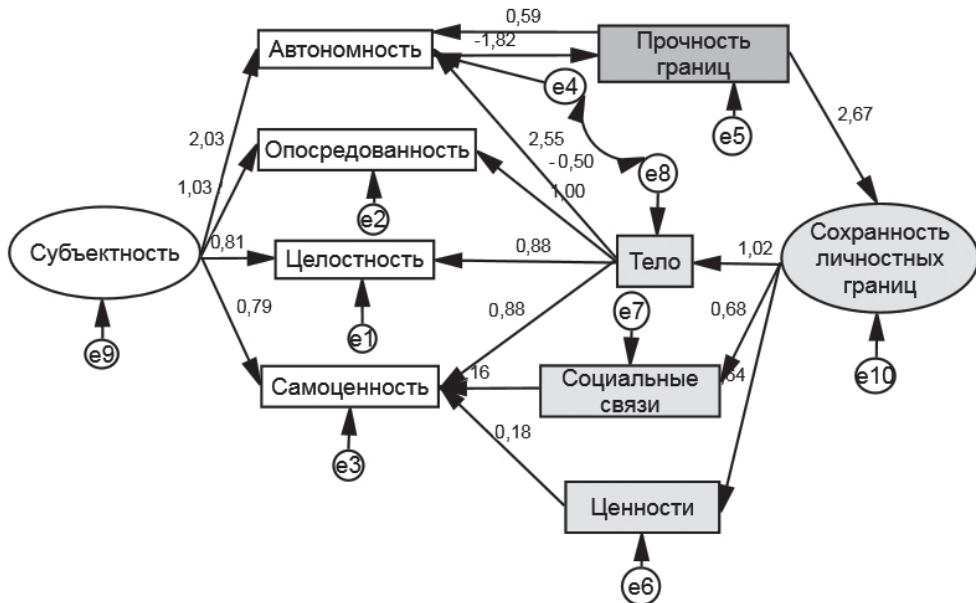 0,59
Автономность
-1,82
Прочность
границ
e4
e5
2,67
2,03
Опосредованность
2,55
-0,50
e8
1,03
1,00
e2
Субъектность
0,81
Целостность
0,88
Тело
1,02
Сохранность
личностных
границ
e9
0,79
e1
0,88
e7
0,68
e10
Самоценность
,16
Социальные
связи
,64
e3
0,18
Ценности
e6